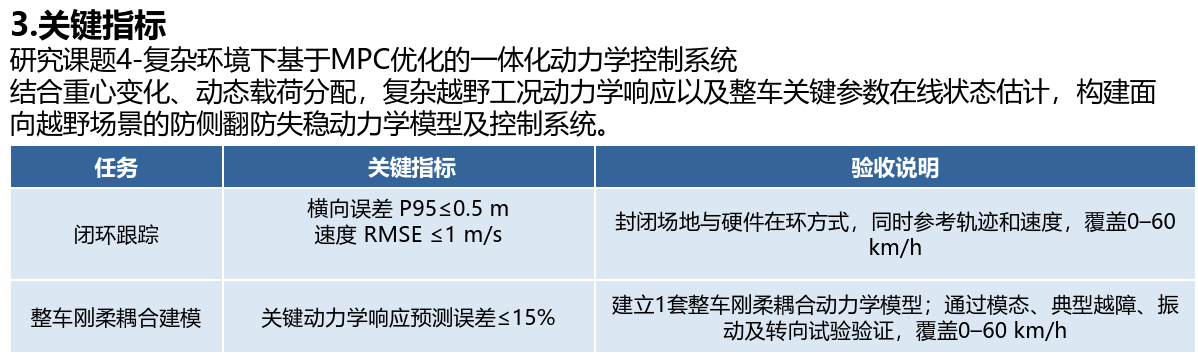 3.关键指标
研究课题4-复杂环境下基于MPC优化的一体化动力学控制系统
结合重心变化、动态载荷分配，复杂越野工况动力学响应以及整车关键参数在线状态估计，构建面
向越野场景的防侧翻防失稳动力学模型及控制系统。
任务 关键指标 验收说明
闭环跟踪
横向误差 P95≤0.5 m
速度 RMSE ≤1 m/s
封闭场地与硬件在环方式，同时参考轨迹和速度，覆盖0–60
km/h
整车刚柔耦合建模
关键动力学响应预测误差≤15%
建立1套整车刚柔耦合动力学模型；通过模态、典型越障、振
动及转向试验验证，覆盖0–60 km/h